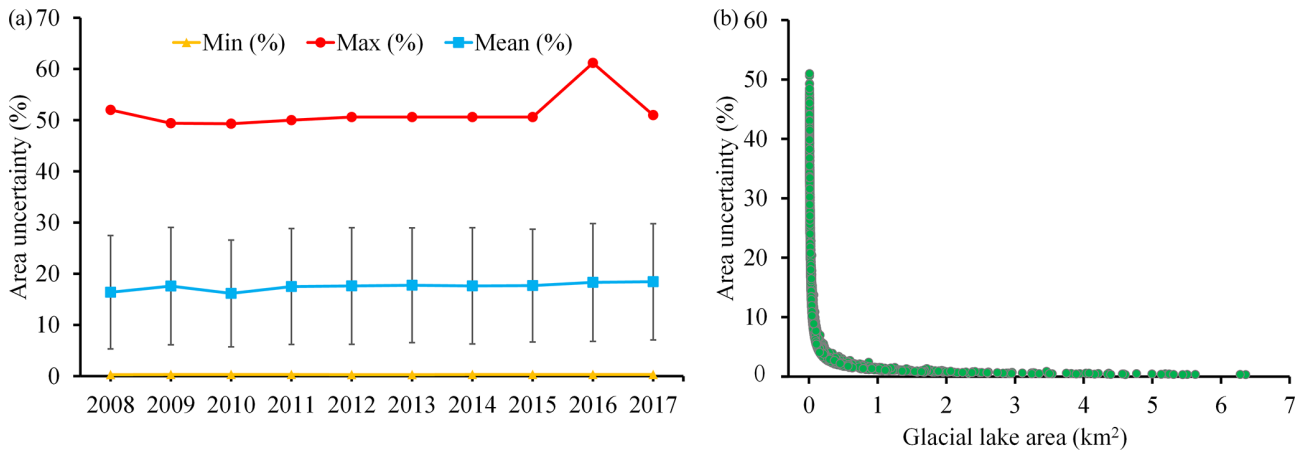 (a)
Area uncertainty (%)
70
60
50
40
30
20
10
0
Min (%) Max (%) Mean (%)
2008 2009 2010 2011 2012 2013 2014 2015 2016 2017
(b)
Area uncertainty (%)
60
50
40
30
20
10
0
0 1 2 3 4 5 6 7
Glacial lake area (km²)